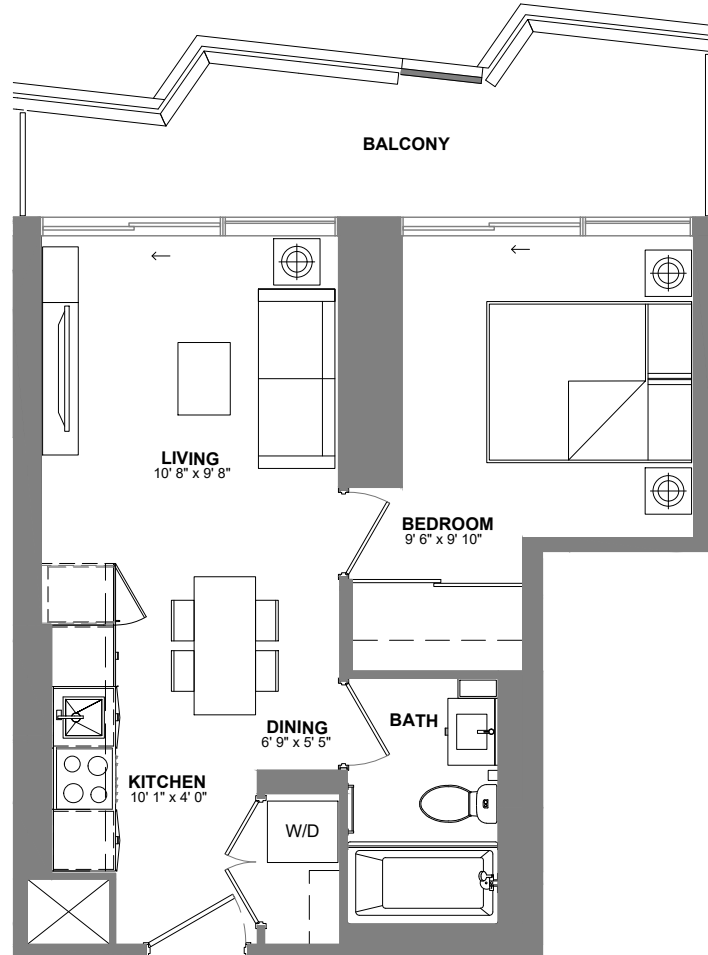 BALCONY
LIVING
10' 8" x 9' 8"
BEDROOM
9' 6" x 9' 10"
DINING
6' 9" x 5' 5"
BATH
KITCHEN
10' 1" x 4' 0"
W/D